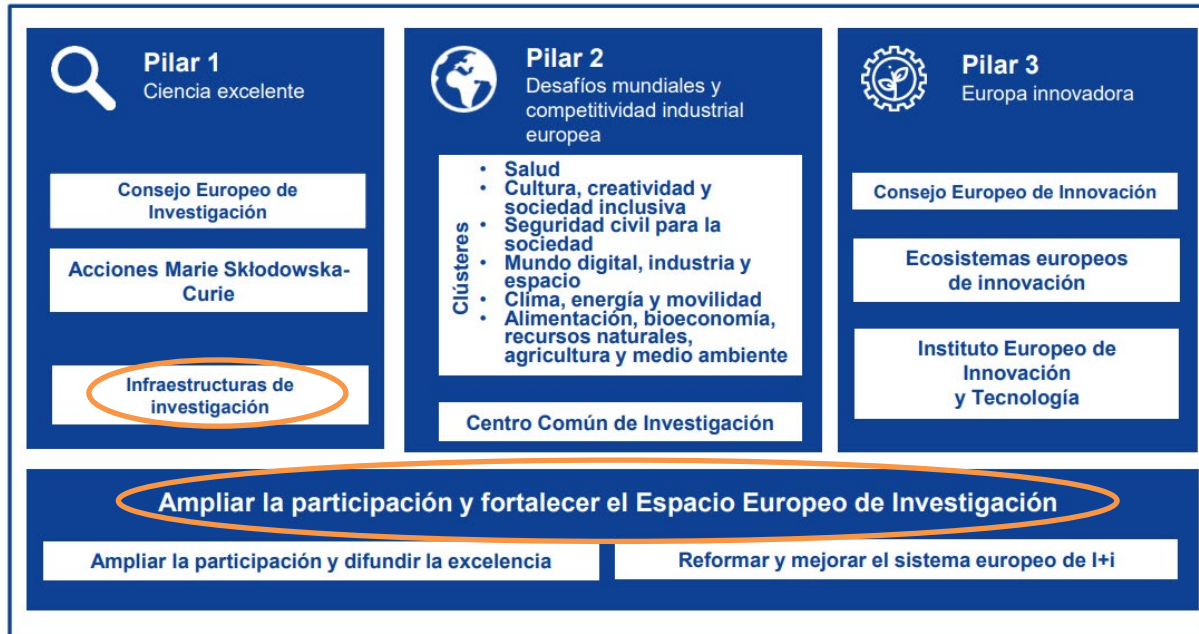 Pilar 1
Ciencia excelente
Consejo Europeo de
Investigación
Acciones Marie Skłodowska-
Curie
Infraestructuras de
investigación
Pilar 2
Desafíos mundiales y
competitividad industrial
europea
Clústeres
• Salud
• Cultura, creatividad y
sociedad inclusiva
• Seguridad civil para la
sociedad
• Mundo digital, industria y
espacio
• Clima, energía y movilidad
• Alimentación, bioeconomía,
recursos naturales,
agricultura y medio ambiente
Centro Común de Investigación
Pilar 3
Europa innovadora
Consejo Europeo de Innovación
Ecosistemas europeos
de innovación
Instituto Europeo de
Innovación
y Tecnología
Ampliar la participación y fortalecer el Espacio Europeo de Investigación
Ampliar la participación y difundir la excelencia
Reformar y mejorar el sistema europeo de I+i